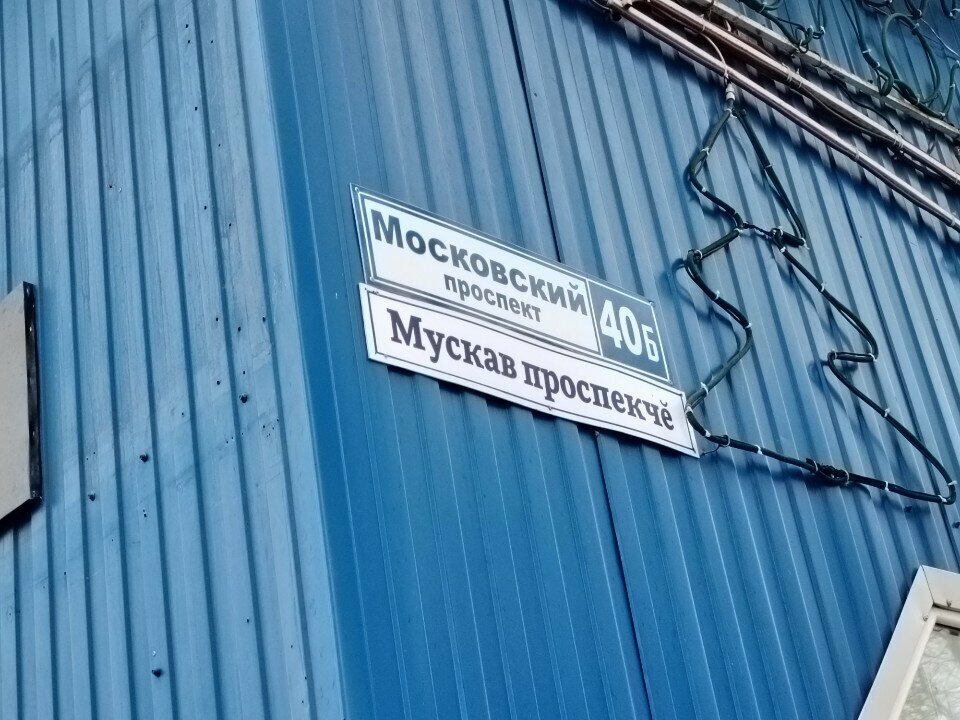 Московский
проспект
40Б
Мускав проспекчĕ